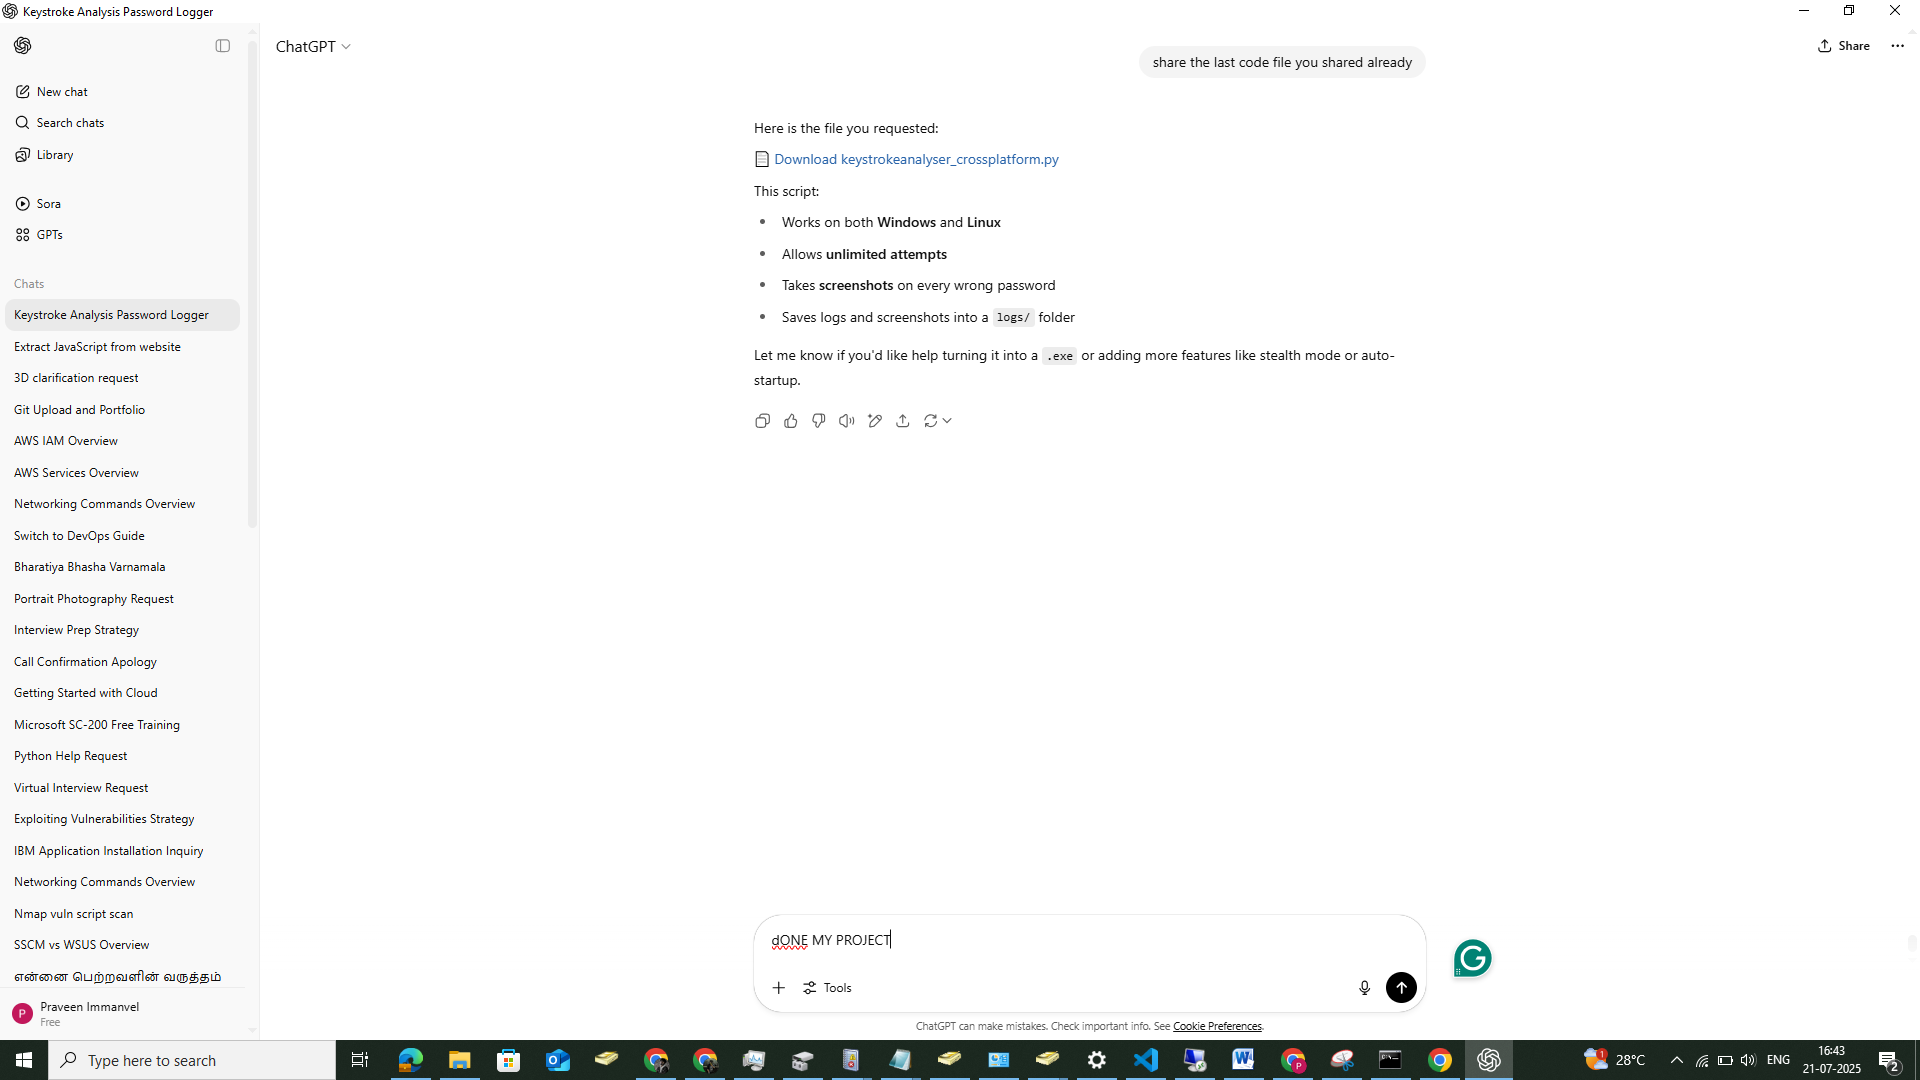 Keystroke Analysis Password Logger
ChatGPT
Share
New chat
Search chats
Library
Sora
GPTs
Chats
Keystroke Analysis Password Logger
Extract JavaScript from website
3D clarification request
Git Upload and Portfolio
AWS IAM Overview
AWS Services Overview
Networking Commands Overview
Switch to DevOps Guide
Bharatiya Bhasha Varnamala
Portrait Photography Request
Interview Prep Strategy
Call Confirmation Apology
Getting Started with Cloud
Microsoft SC-200 Free Training
Python Help Request
Virtual Interview Request
Exploiting Vulnerabilities Strategy
IBM Application Installation Inquiry
Networking Commands Overview
Nmap vuln script scan
SSCM vs WSUS Overview
என்னை பெற்றவளின் வருத்தம்
P
Praveen Immanvel
Free
share the last code file you shared already
Here is the file you requested:
Download keystrokeanalyser_crossplatform.py
This script:
• Works on both Windows and Linux
• Allows unlimited attempts
• Takes screenshots on every wrong password
• Saves logs and screenshots into a logs/ folder
Let me know if you'd like help turning it into a .exe or adding more features like stealth mode or auto-
startup.
dONE MY PROJECT
Tools
ChatGPT can make mistakes. Check important info. See Cookie Preferences.
Type here to search
1
28°C
ENG
16:43
21-07-2025
2